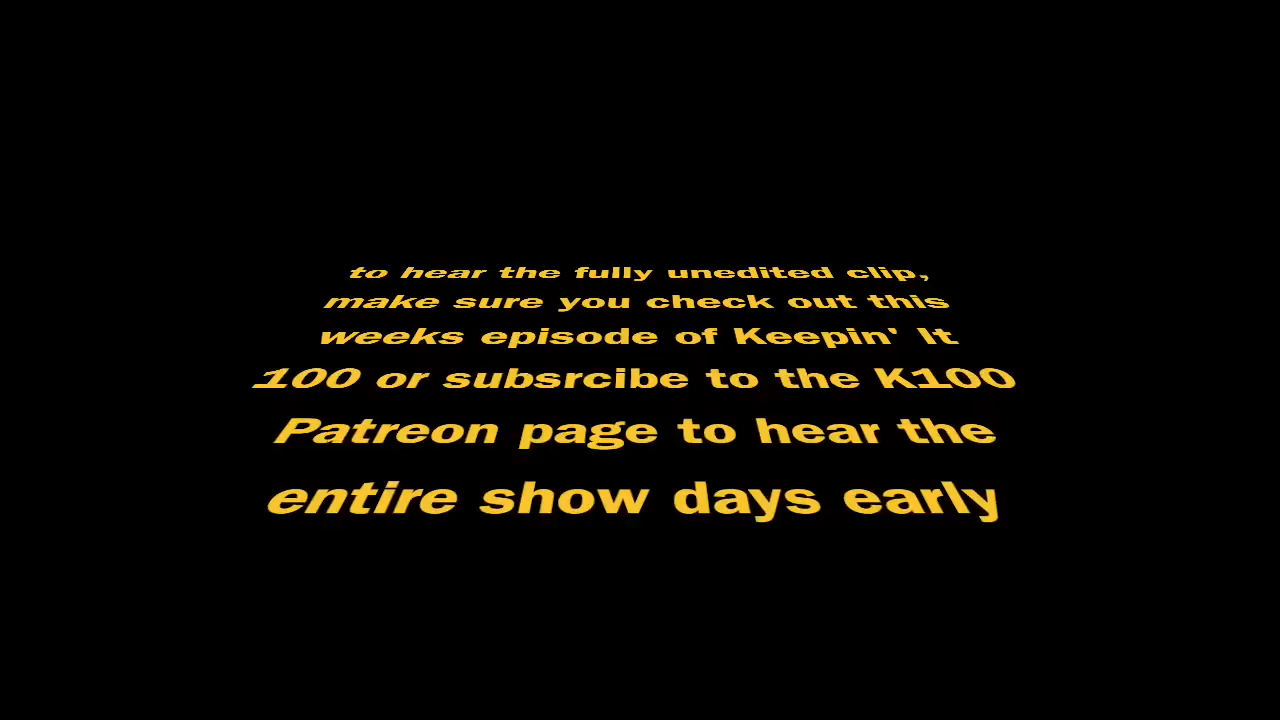 to hear the fully unedited clip,
make sure you check out this
weeks episode of Keepin' It
100 or subsrcibe to the K100
Patreon page to hear the
entire show days early